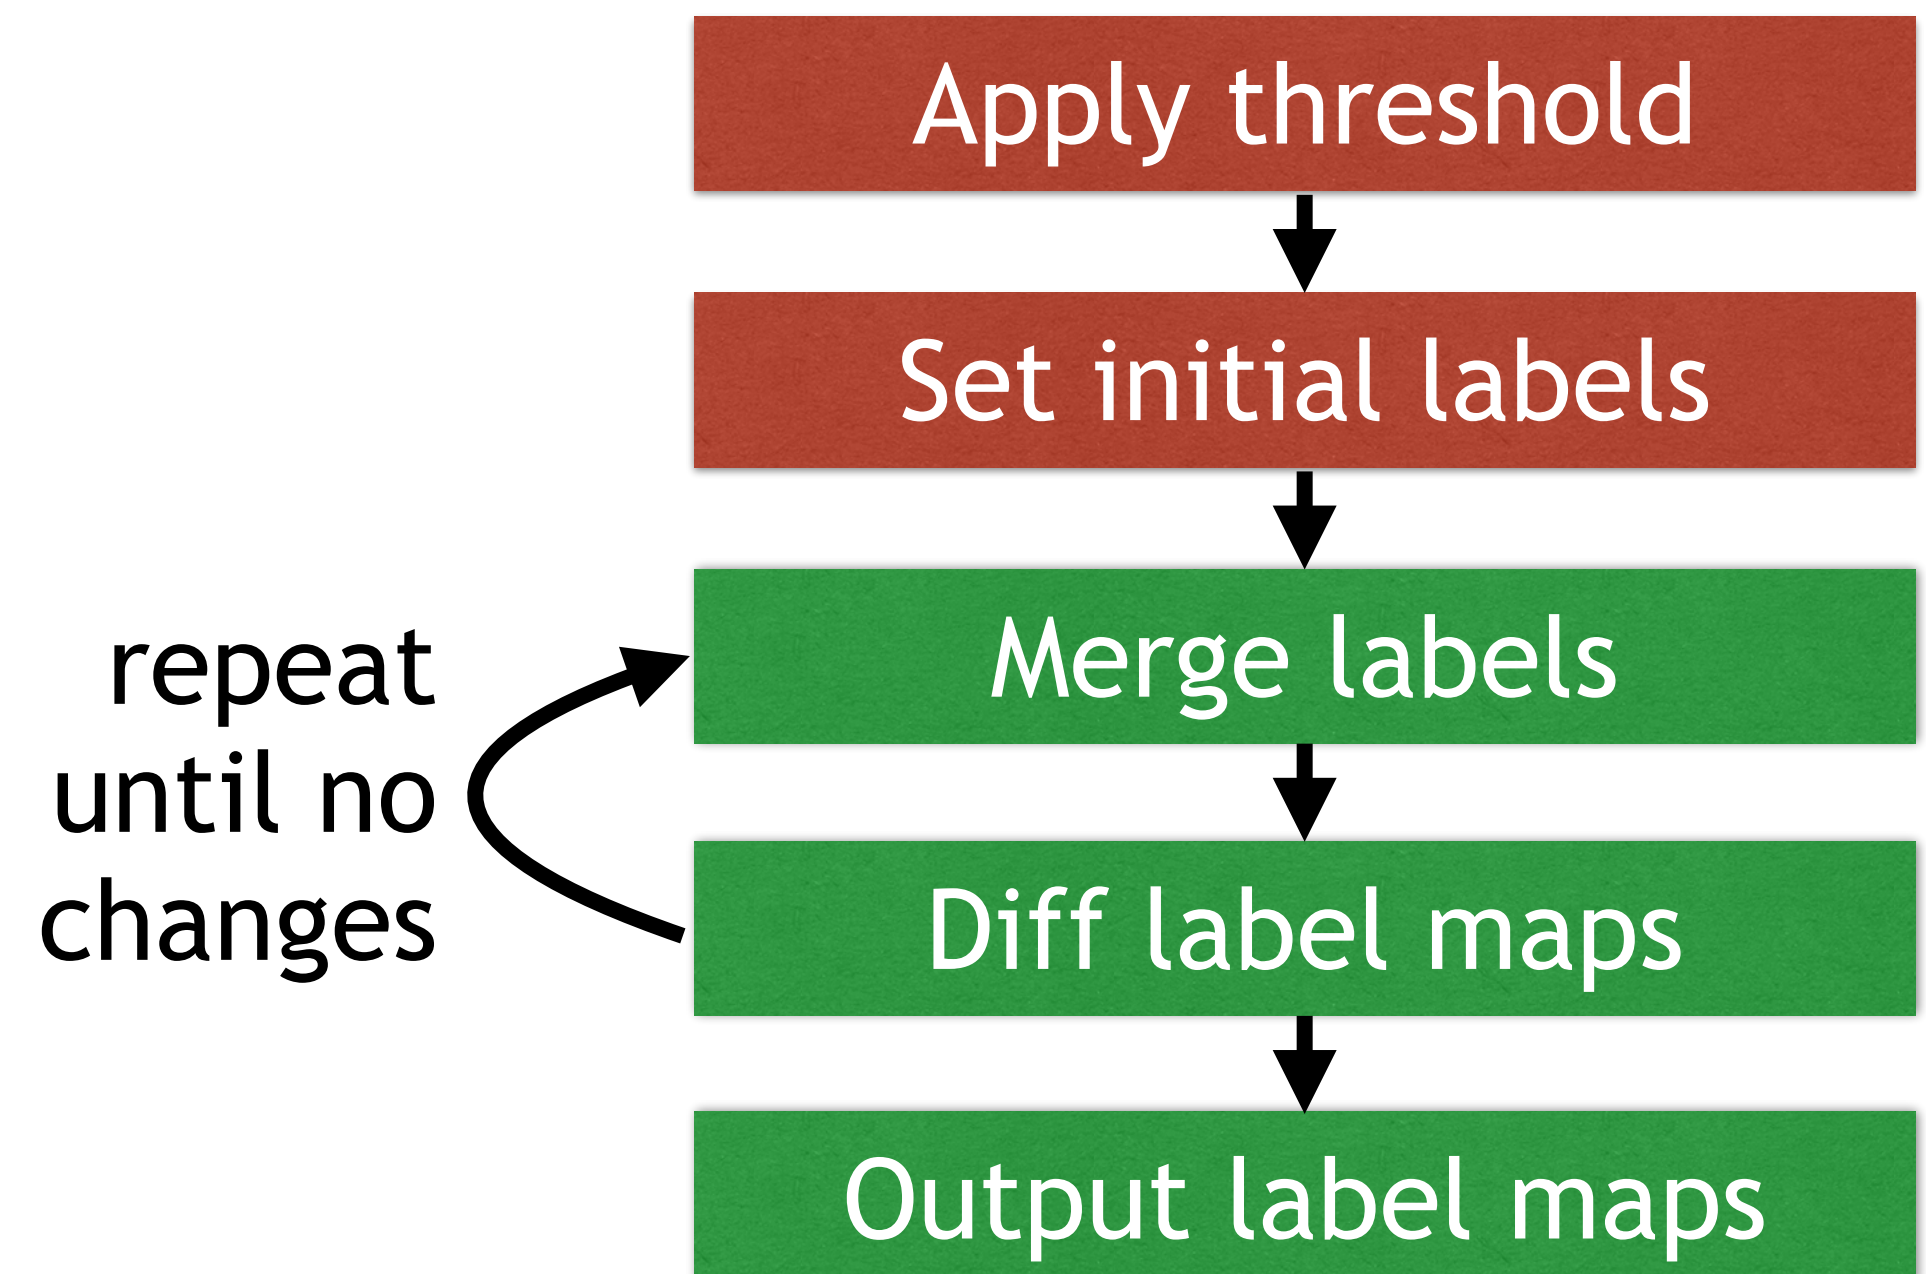 Apply threshold
Set initial labels
Merge labels
repeat
until no
changes
Diff label maps
Output label maps